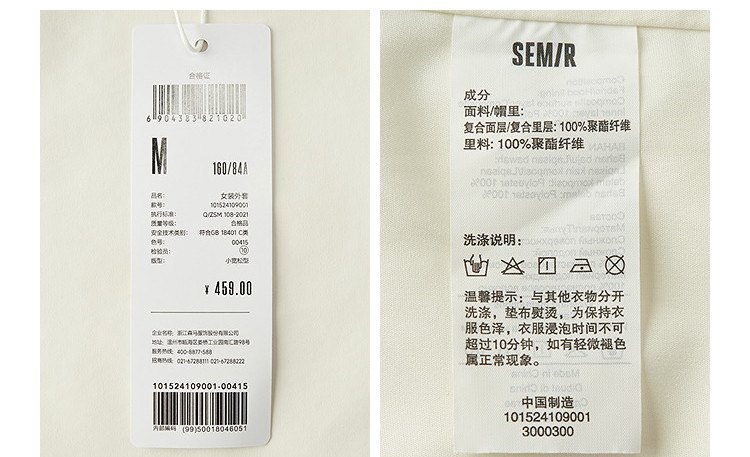 合格证
6904383821020
M
160/84A
品名: 女装外套
款号: 101524109001
执行标准: Q/ZSM 108-2021
质量等级: 合格品
安全技术类别: 符合GB 18401 C类
色号: 00415
检验员: 10
版型: 小宽松型
¥ 459.00
企业名称: 浙江森马服饰股份有限公司
地址: 温州市瓯海区娄桥工业园南汇路98号
服务热线: 400-8877-588
招商热线: 021-67288111 021-67288222
101524109001-00415
内部编码 (99)50018046051
SEMIR
成分
面料/帽里:
复合面层/复合里层: 100%聚酯纤维
里料: 100%聚酯纤维
洗涤说明:
温馨提示: 与其他衣物分开
洗涤, 垫布熨烫, 为保持衣
服色泽, 衣服浸泡时间不可
超过10分钟, 如有轻微褪色
属正常现象。
中国制造
101524109001
3000300